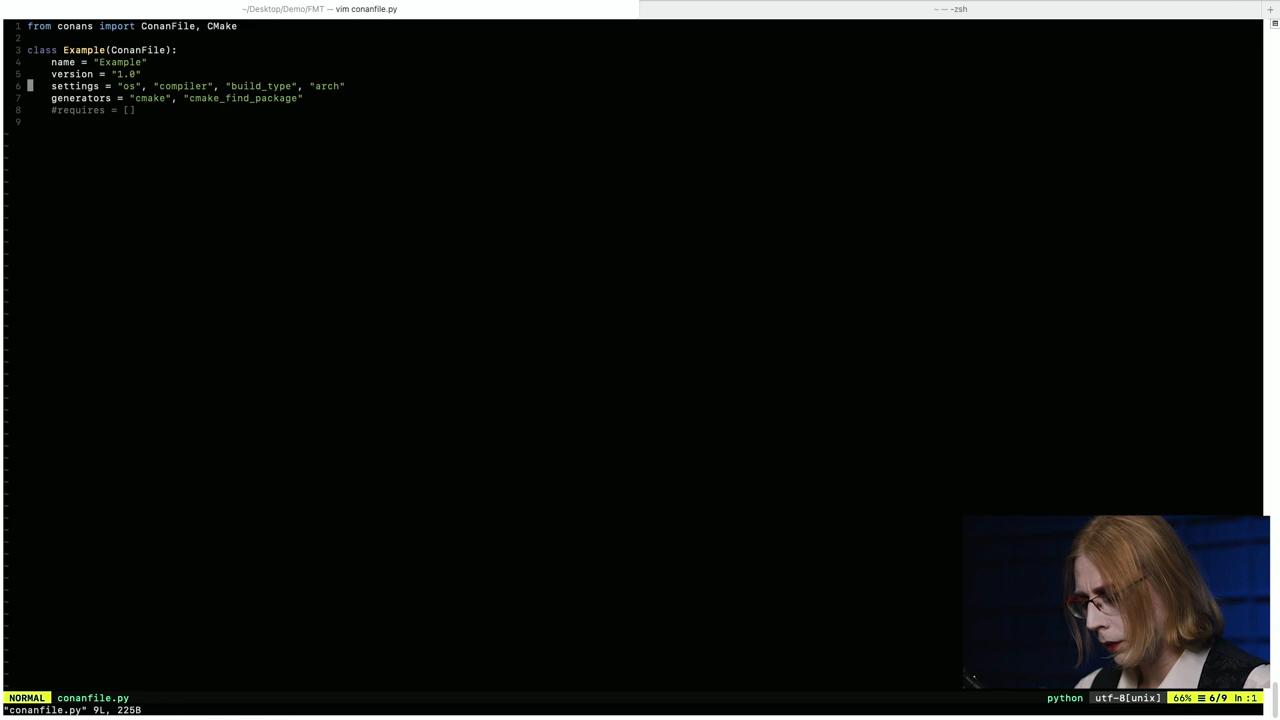 ~/Desktop/Demo/FMT — vim conanfile.py
~ — -zsh
+
1 from conans import ConanFile, CMake
2
3 class Example(ConanFile):
4 name = "Example"
5 version = "1.0"
6 settings = "os", "compiler", "build_type", "arch"
7 generators = "cmake", "cmake_find_package"
8 #requires = []
9
NORMAL conanfile.py python utf-8[unix] 66% ☰ 6/9 ln :1
"conanfile.py" 9L, 225B